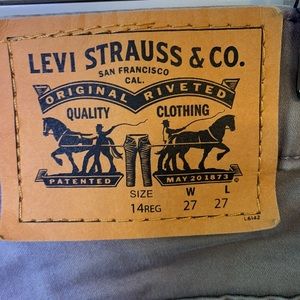 LEVI STRAUSS & CO.
SAN FRANCISCO
CAL.
ORIGINAL RIVETED
QUALITY CLOTHING
PATENTED MAY 20 1873
SIZE W L
14REG 27 27